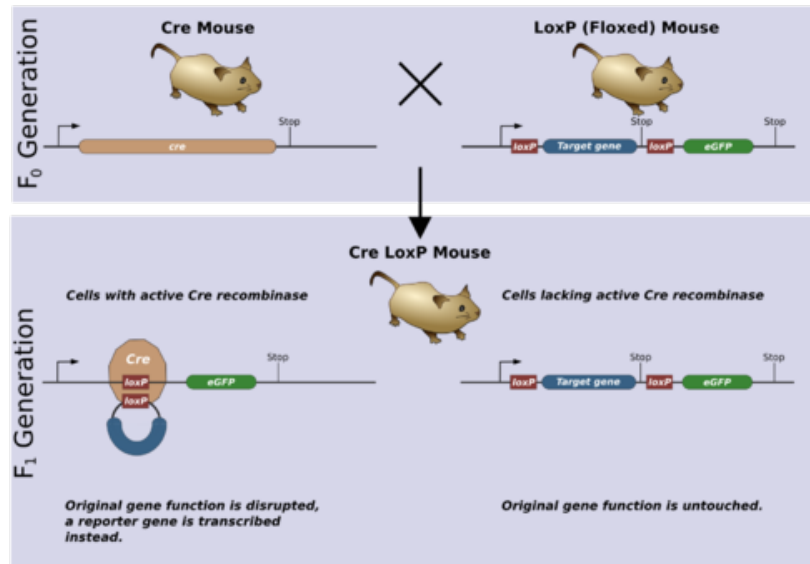 F₀ Generation
Cre Mouse
LoxP (Floxed) Mouse
Stop
cre
Stop
Stop
loxP
Target gene
loxP
eGFP
F₁ Generation
Cre LoxP Mouse
Cells with active Cre recombinase
Cells lacking active Cre recombinase
Cre
loxP
loxP
eGFP
Stop
Stop
Stop
loxP
Target gene
loxP
eGFP
Original gene function is disrupted,
a reporter gene is transcribed
instead.
Original gene function is untouched.